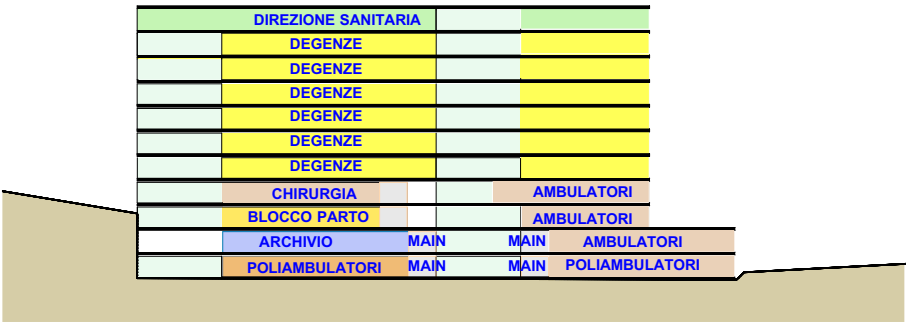 DIREZIONE SANITARIA
DEGENZE
DEGENZE
DEGENZE
DEGENZE
DEGENZE
DEGENZE
CHIRURGIA AMBULATORI
BLOCCO PARTO AMBULATORI
ARCHIVIO MAIN MAIN AMBULATORI
POLIAMBULATORI MAIN MAIN POLIAMBULATORI